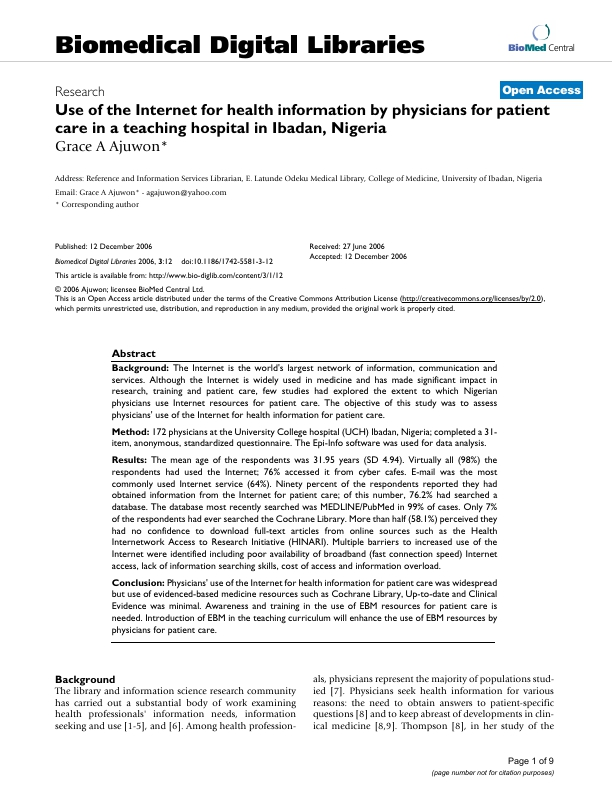 Biomedical Digital Libraries
BioMed Central
Research
Open Access
Use of the Internet for health information by physicians for patient
care in a teaching hospital in Ibadan, Nigeria
Grace A Ajuwon*
Address: Reference and Information Services Librarian, E. Latunde Odeku Medical Library, College of Medicine, University of Ibadan, Nigeria
Email: Grace A Ajuwon* - agajuwon@yahoo.com
* Corresponding author
Published: 12 December 2006
Biomedical Digital Libraries 2006, 3:12 doi:10.1186/1742-5581-3-12
This article is available from: http://www.bio-diglib.com/content/3/1/12
Received: 27 June 2006
Accepted: 12 December 2006
© 2006 Ajuwon; licensee BioMed Central Ltd.
This is an Open Access article distributed under the terms of the Creative Commons Attribution License (http://creativecommons.org/licenses/by/2.0),
which permits unrestricted use, distribution, and reproduction in any medium, provided the original work is properly cited.
Abstract
Background: The Internet is the world's largest network of information, communication and
services. Although the Internet is widely used in medicine and has made significant impact in
research, training and patient care, few studies had explored the extent to which Nigerian
physicians use Internet resources for patient care. The objective of this study was to assess
physicians' use of the Internet for health information for patient care.
Method: 172 physicians at the University College hospital (UCH) Ibadan, Nigeria; completed a 31-
item, anonymous, standardized questionnaire. The Epi-Info software was used for data analysis.
Results: The mean age of the respondents was 31.95 years (SD 4.94). Virtually all (98%) the
respondents had used the Internet; 76% accessed it from cyber cafes. E-mail was the most
commonly used Internet service (64%). Ninety percent of the respondents reported they had
obtained information from the Internet for patient care; of this number, 76.2% had searched a
database. The database most recently searched was MEDLINE/PubMed in 99% of cases. Only 7%
of the respondents had ever searched the Cochrane Library. More than half (58.1%) perceived they
had no confidence to download full-text articles from online sources such as the Health
Internetwork Access to Research Initiative (HINARI). Multiple barriers to increased use of the
Internet were identified including poor availability of broadband (fast connection speed) Internet
access, lack of information searching skills, cost of access and information overload.
Conclusion: Physicians' use of the Internet for health information for patient care was widespread
but use of evidenced-based medicine resources such as Cochrane Library, Up-to-date and Clinical
Evidence was minimal. Awareness and training in the use of EBM resources for patient care is
needed. Introduction of EBM in the teaching curriculum will enhance the use of EBM resources by
physicians for patient care.
Background
The library and information science research community
has carried out a substantial body of work examining
health professionals' information needs, information
seeking and use [1-5], and [6]. Among health profession-
als, physicians represent the majority of populations stud-
ied [7]. Physicians seek health information for various
reasons: the need to obtain answers to patient-specific
questions [8] and to keep abreast of developments in clin-
ical medicine [8,9]. Thompson [8], in her study of the
Page 1 of 9
(page number not for citation purposes)